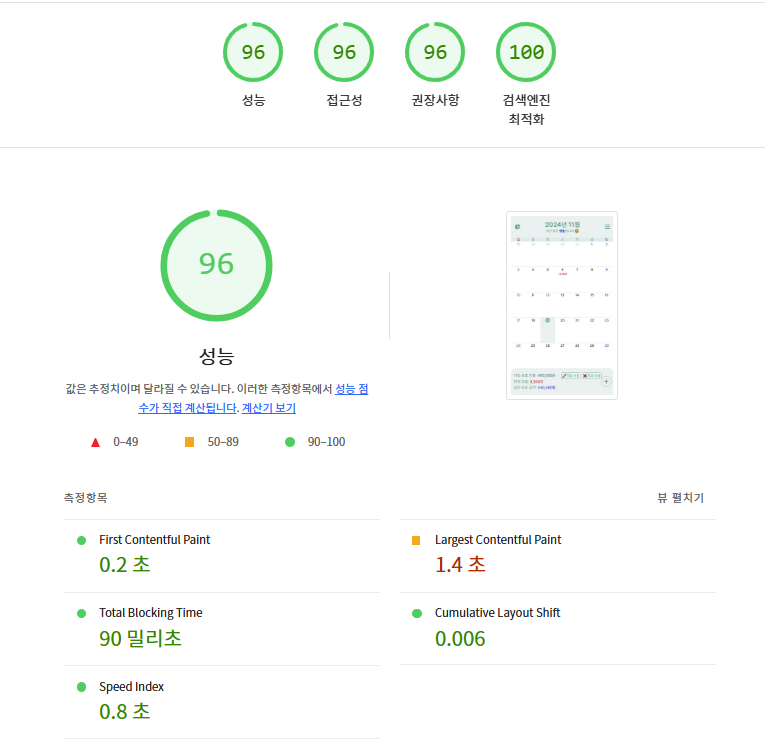 96 96 96 100
성능 접근성 권장사항 검색엔진
최적화
96
성능
값은 추정치이며 달라질 수 있습니다. 이러한 측정항목에서 성능 점
수가 직접 계산됩니다. 계산기 보기
0–49 50–89 90–100
2024년 11월
측정항목 뷰 펼치기
First Contentful Paint
0.2 초
Largest Contentful Paint
1.4 초
Total Blocking Time
90 밀리초
Cumulative Layout Shift
0.006
Speed Index
0.8 초